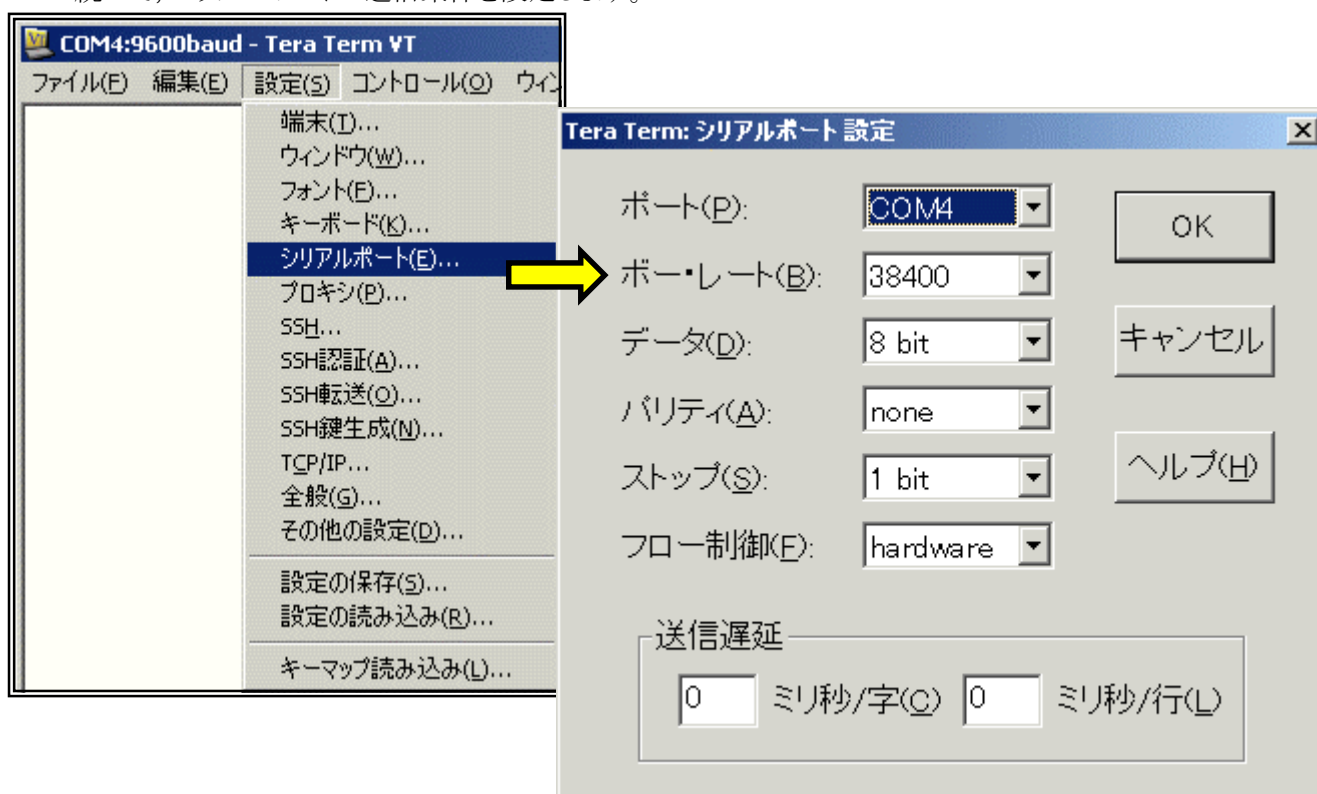 COM4:9600baud - Tera Term VT
ファイル(F) 編集(E) 設定(S) コントロール(O)
端末(T)...
ウィンドウ(W)...
フォント(F)...
キーボード(K)...
シリアルポート(E)...
プロキシ(P)...
SSH...
SSH認証(A)...
SSH転送(O)...
SSH鍵生成(N)...
TCP/IP...
全般(G)...
その他の設定(D)...
設定の保存(S)...
設定の読み込み(R)...
キーマップ読み込み(L)...
Tera Term: シリアルポート 設定
ポート(P): COM4
OK
ボー・レート(B): 38400
データ(D): 8 bit
キャンセル
パリティ(A): none
ストップ(S): 1 bit
ヘルプ(H)
フロー制御(F): hardware
送信遅延
0 ミリ秒/字(C) 0 ミリ秒/行(L)